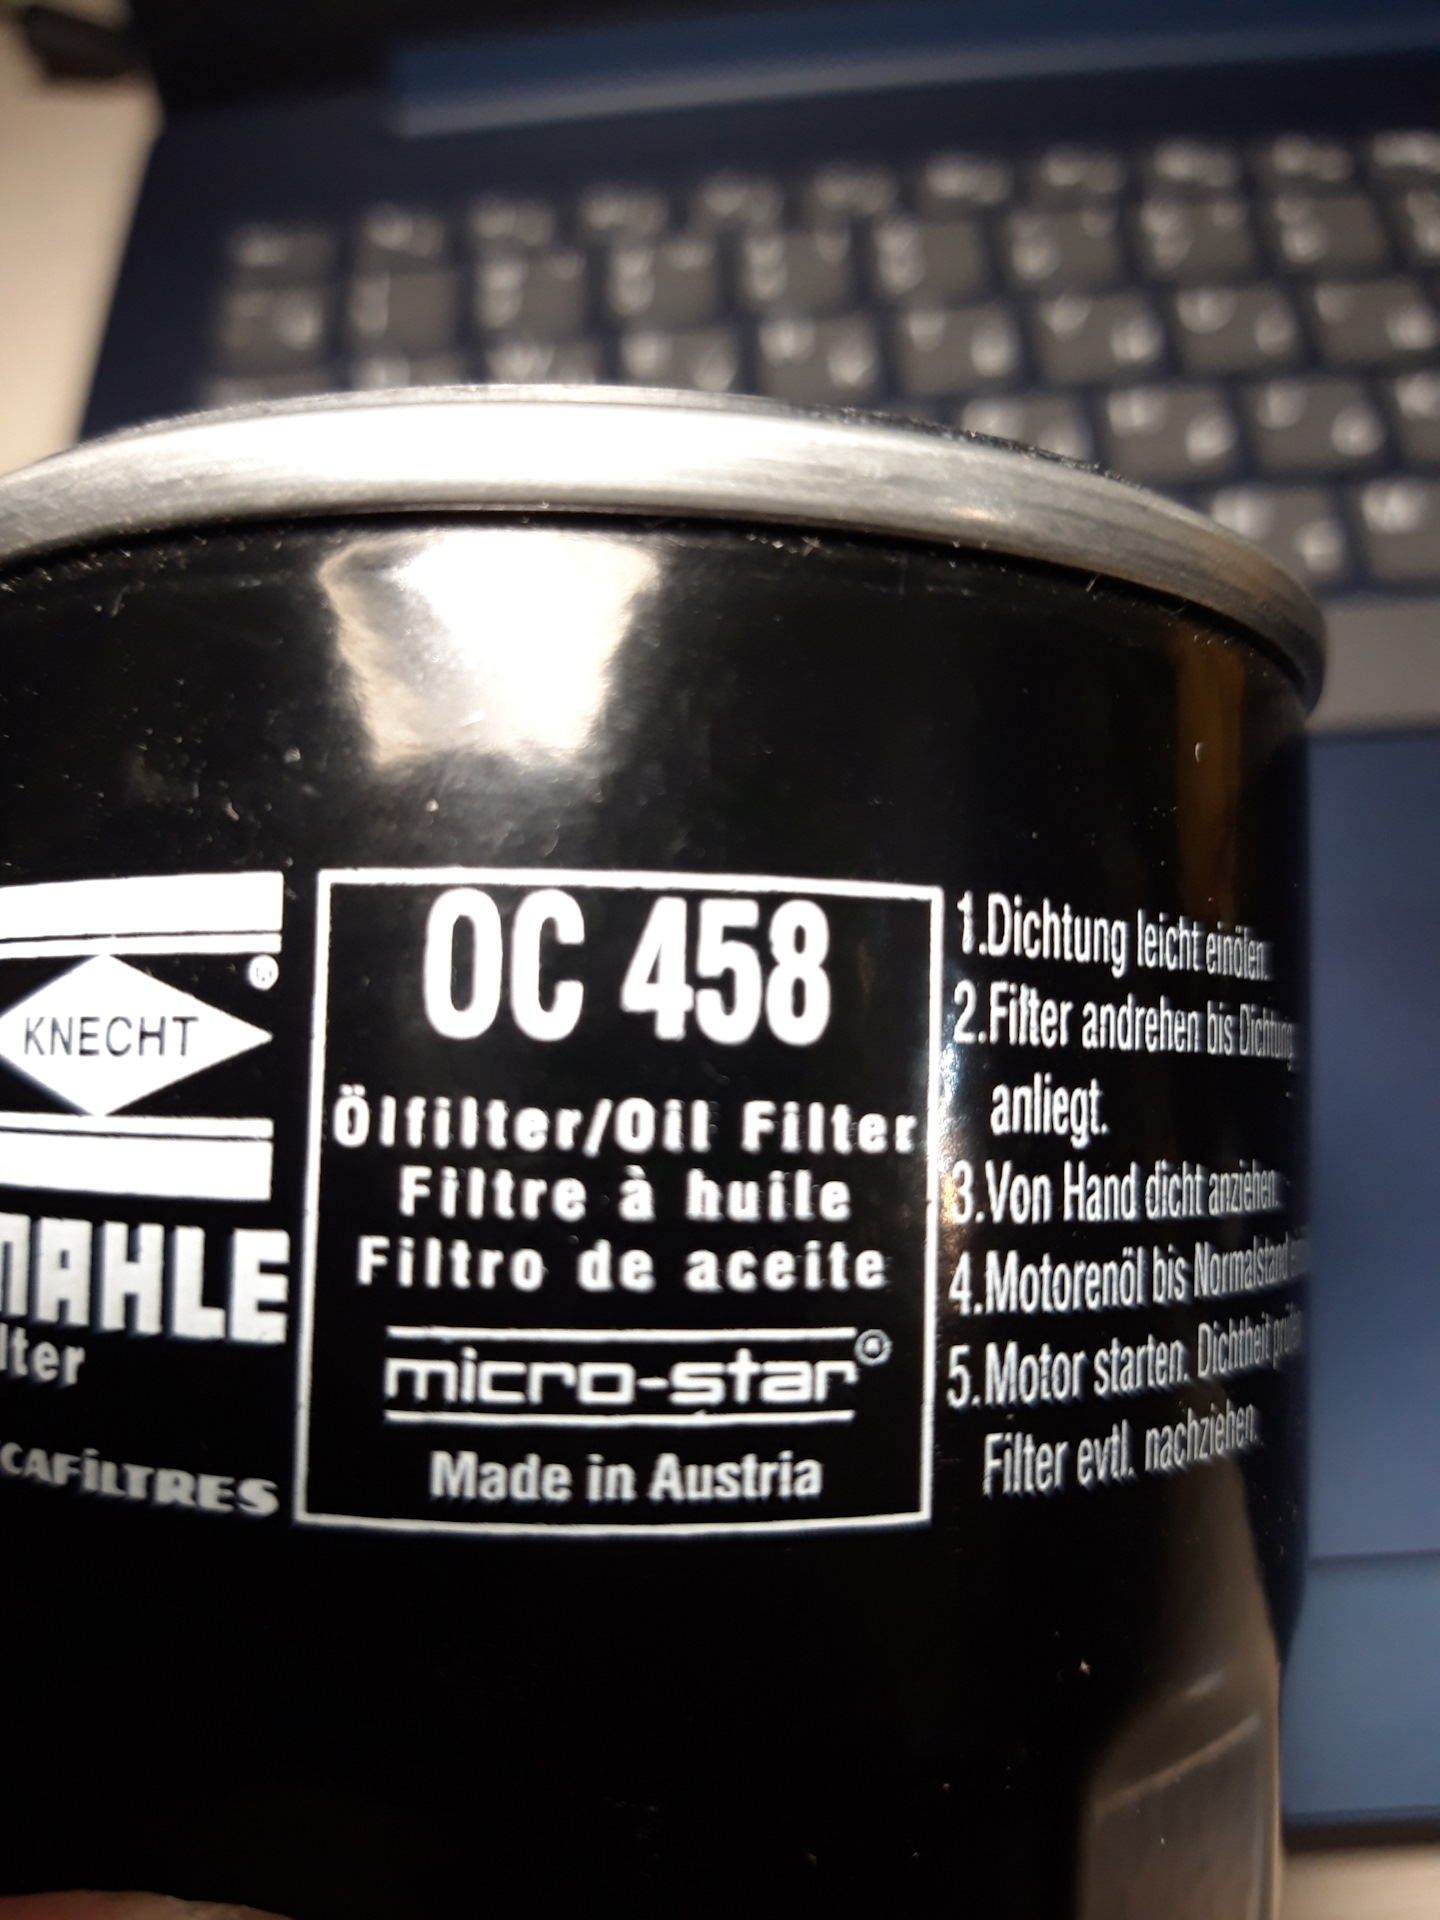 KNECHT
MAHLE
OC 458
Ölfilter/Oil Filter
Filtre à huile
Filtro de aceite
micro-star®
Made in Austria
1.Dichtung leicht einölen.
2.Filter andrehen bis Dichtung
anliegt.
3.Von Hand dicht anziehen.
4.Motorenöl bis Normalstand
5.Motor starten. Dichtheit prüfen
Filter evtl. nachziehen.